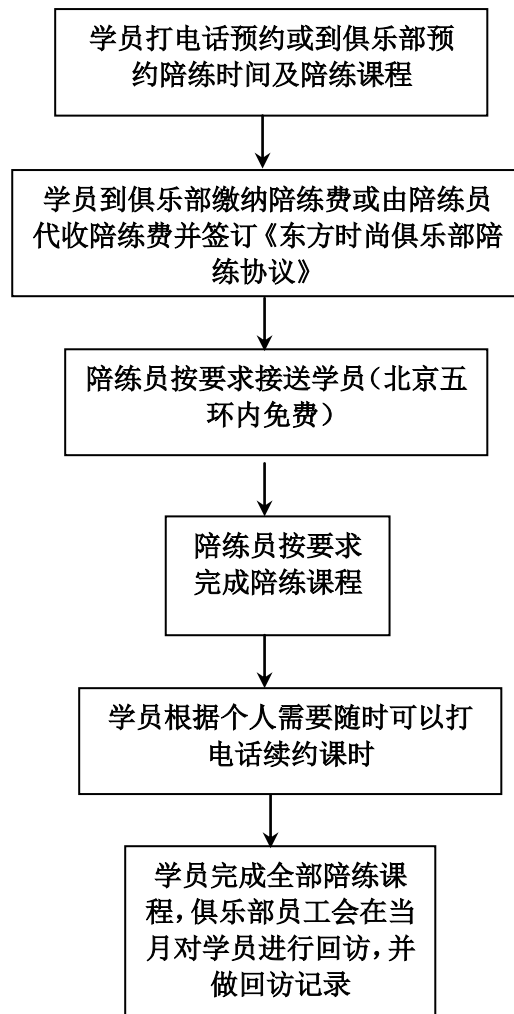 学员打电话预约或到俱乐部预
约陪练时间及陪练课程
学员到俱乐部缴纳陪练费或由陪练员
代收陪练费并签订《东方时尚俱乐部陪
练协议》
陪练员按要求接送学员(北京五
环内免费)
陪练员按要求
完成陪练课程
学员根据个人需要随时可以打
电话续约课时
学员完成全部陪练课
程,俱乐部员工会在当
月对学员进行回访,并
做回访记录